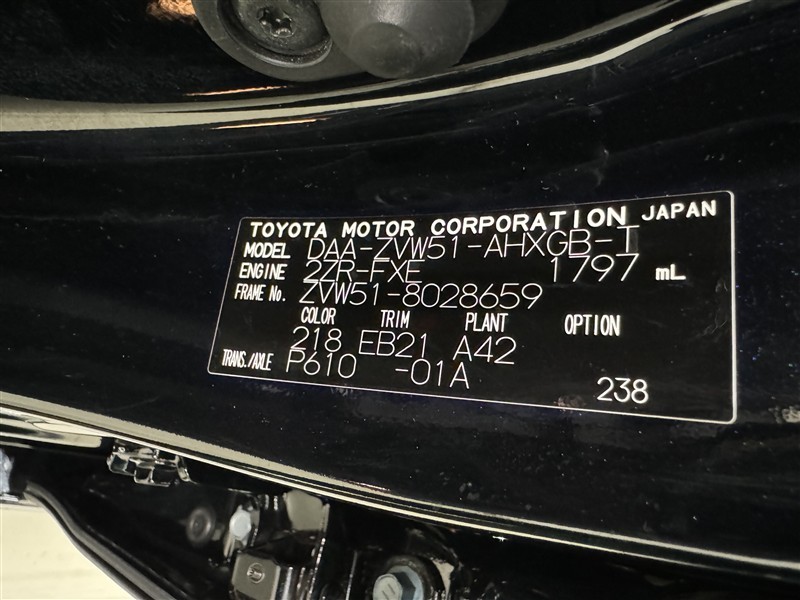 TOYOTA MOTOR CORPORATION JAPAN
MODEL DAA-ZVW51-AHXGB-T
ENGINE 2ZR-FXE 1797 mL
FRAME No. ZVW51-8028659
COLOR TRIM PLANT OPTION
218 EB21 A42
TRANS./AXLE P610 -01A
238